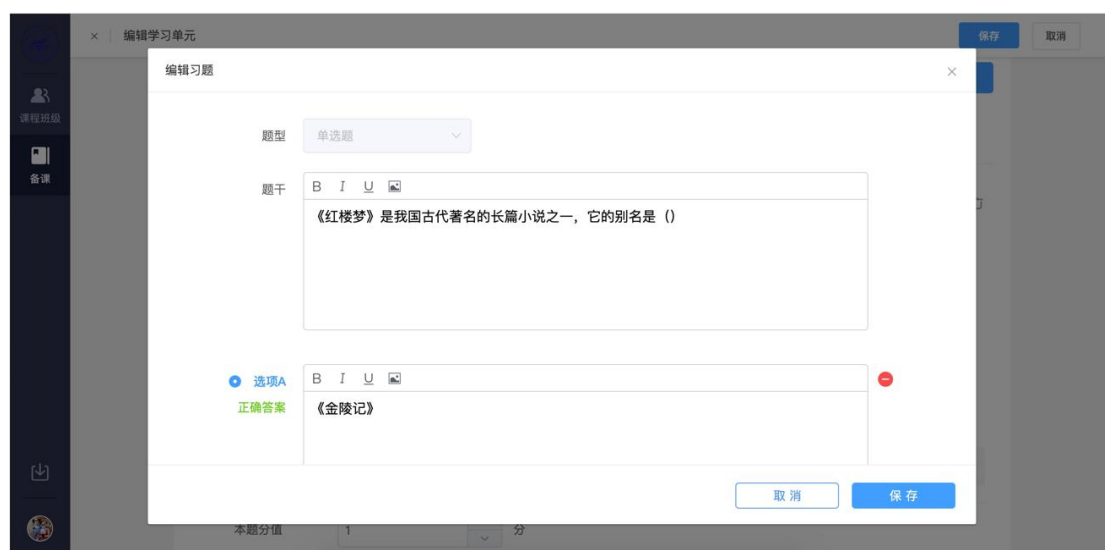 × 编辑学习单元 保存 取消
编辑习题 ×
课程班级
备课
题型 单选题
题干 B I U
《红楼梦》是我国古代著名的长篇小说之一，它的别名是（）
选项A B I U
正确答案 《金陵记》
取 消 保 存
本题分值 1 分